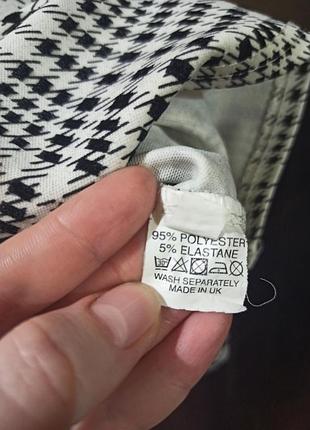 95% POLYESTER
5% ELASTANE
WASH SEPARATELY
MADE IN UK